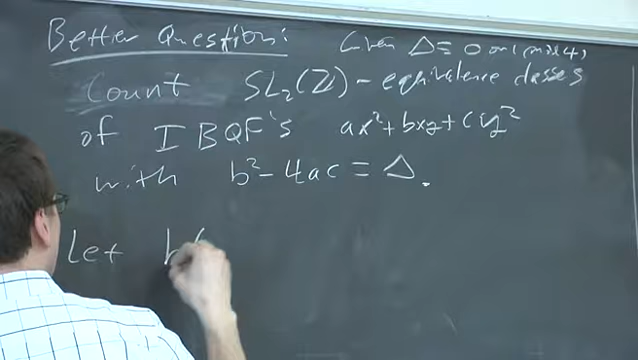 Better Question: Given Δ ≡ 0 or 1 (mod 4),
Count SL₂(ℤ) - equivalence classes
of IBQF's ax² + bxy + cy²
with b² - 4ac = Δ.
Let h(